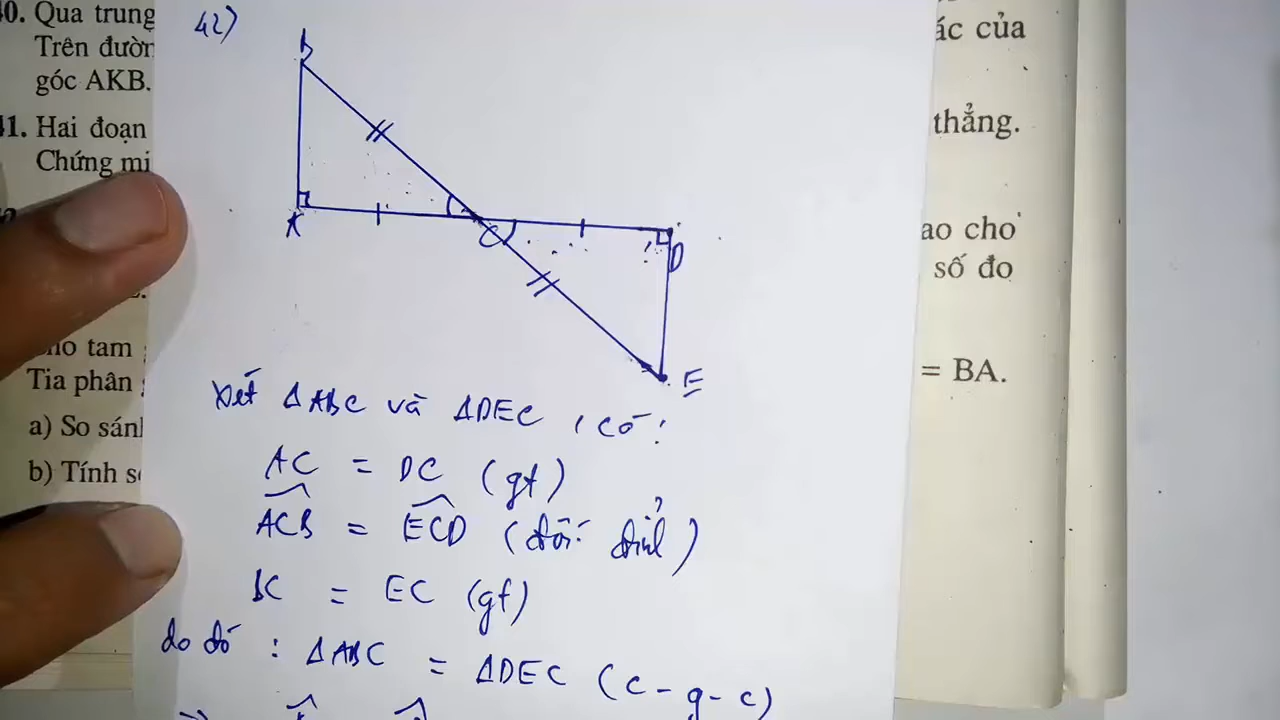 40. Qua trung
Trên đườn
góc AKB.
41. Hai đoạn
Chứng mi
ho tam
Tia phân
a) So sánh
b) Tính s
42)
B
A
C
D
E
Xét ΔABC và ΔDEC, có:
AC = DC (gt)
ACB = ECD (đối đỉnh)
BC = EC (gt)
do đó : ΔABC = ΔDEC (c-g-c)
ác của
thẳng.
ao cho
số đo
= BA.